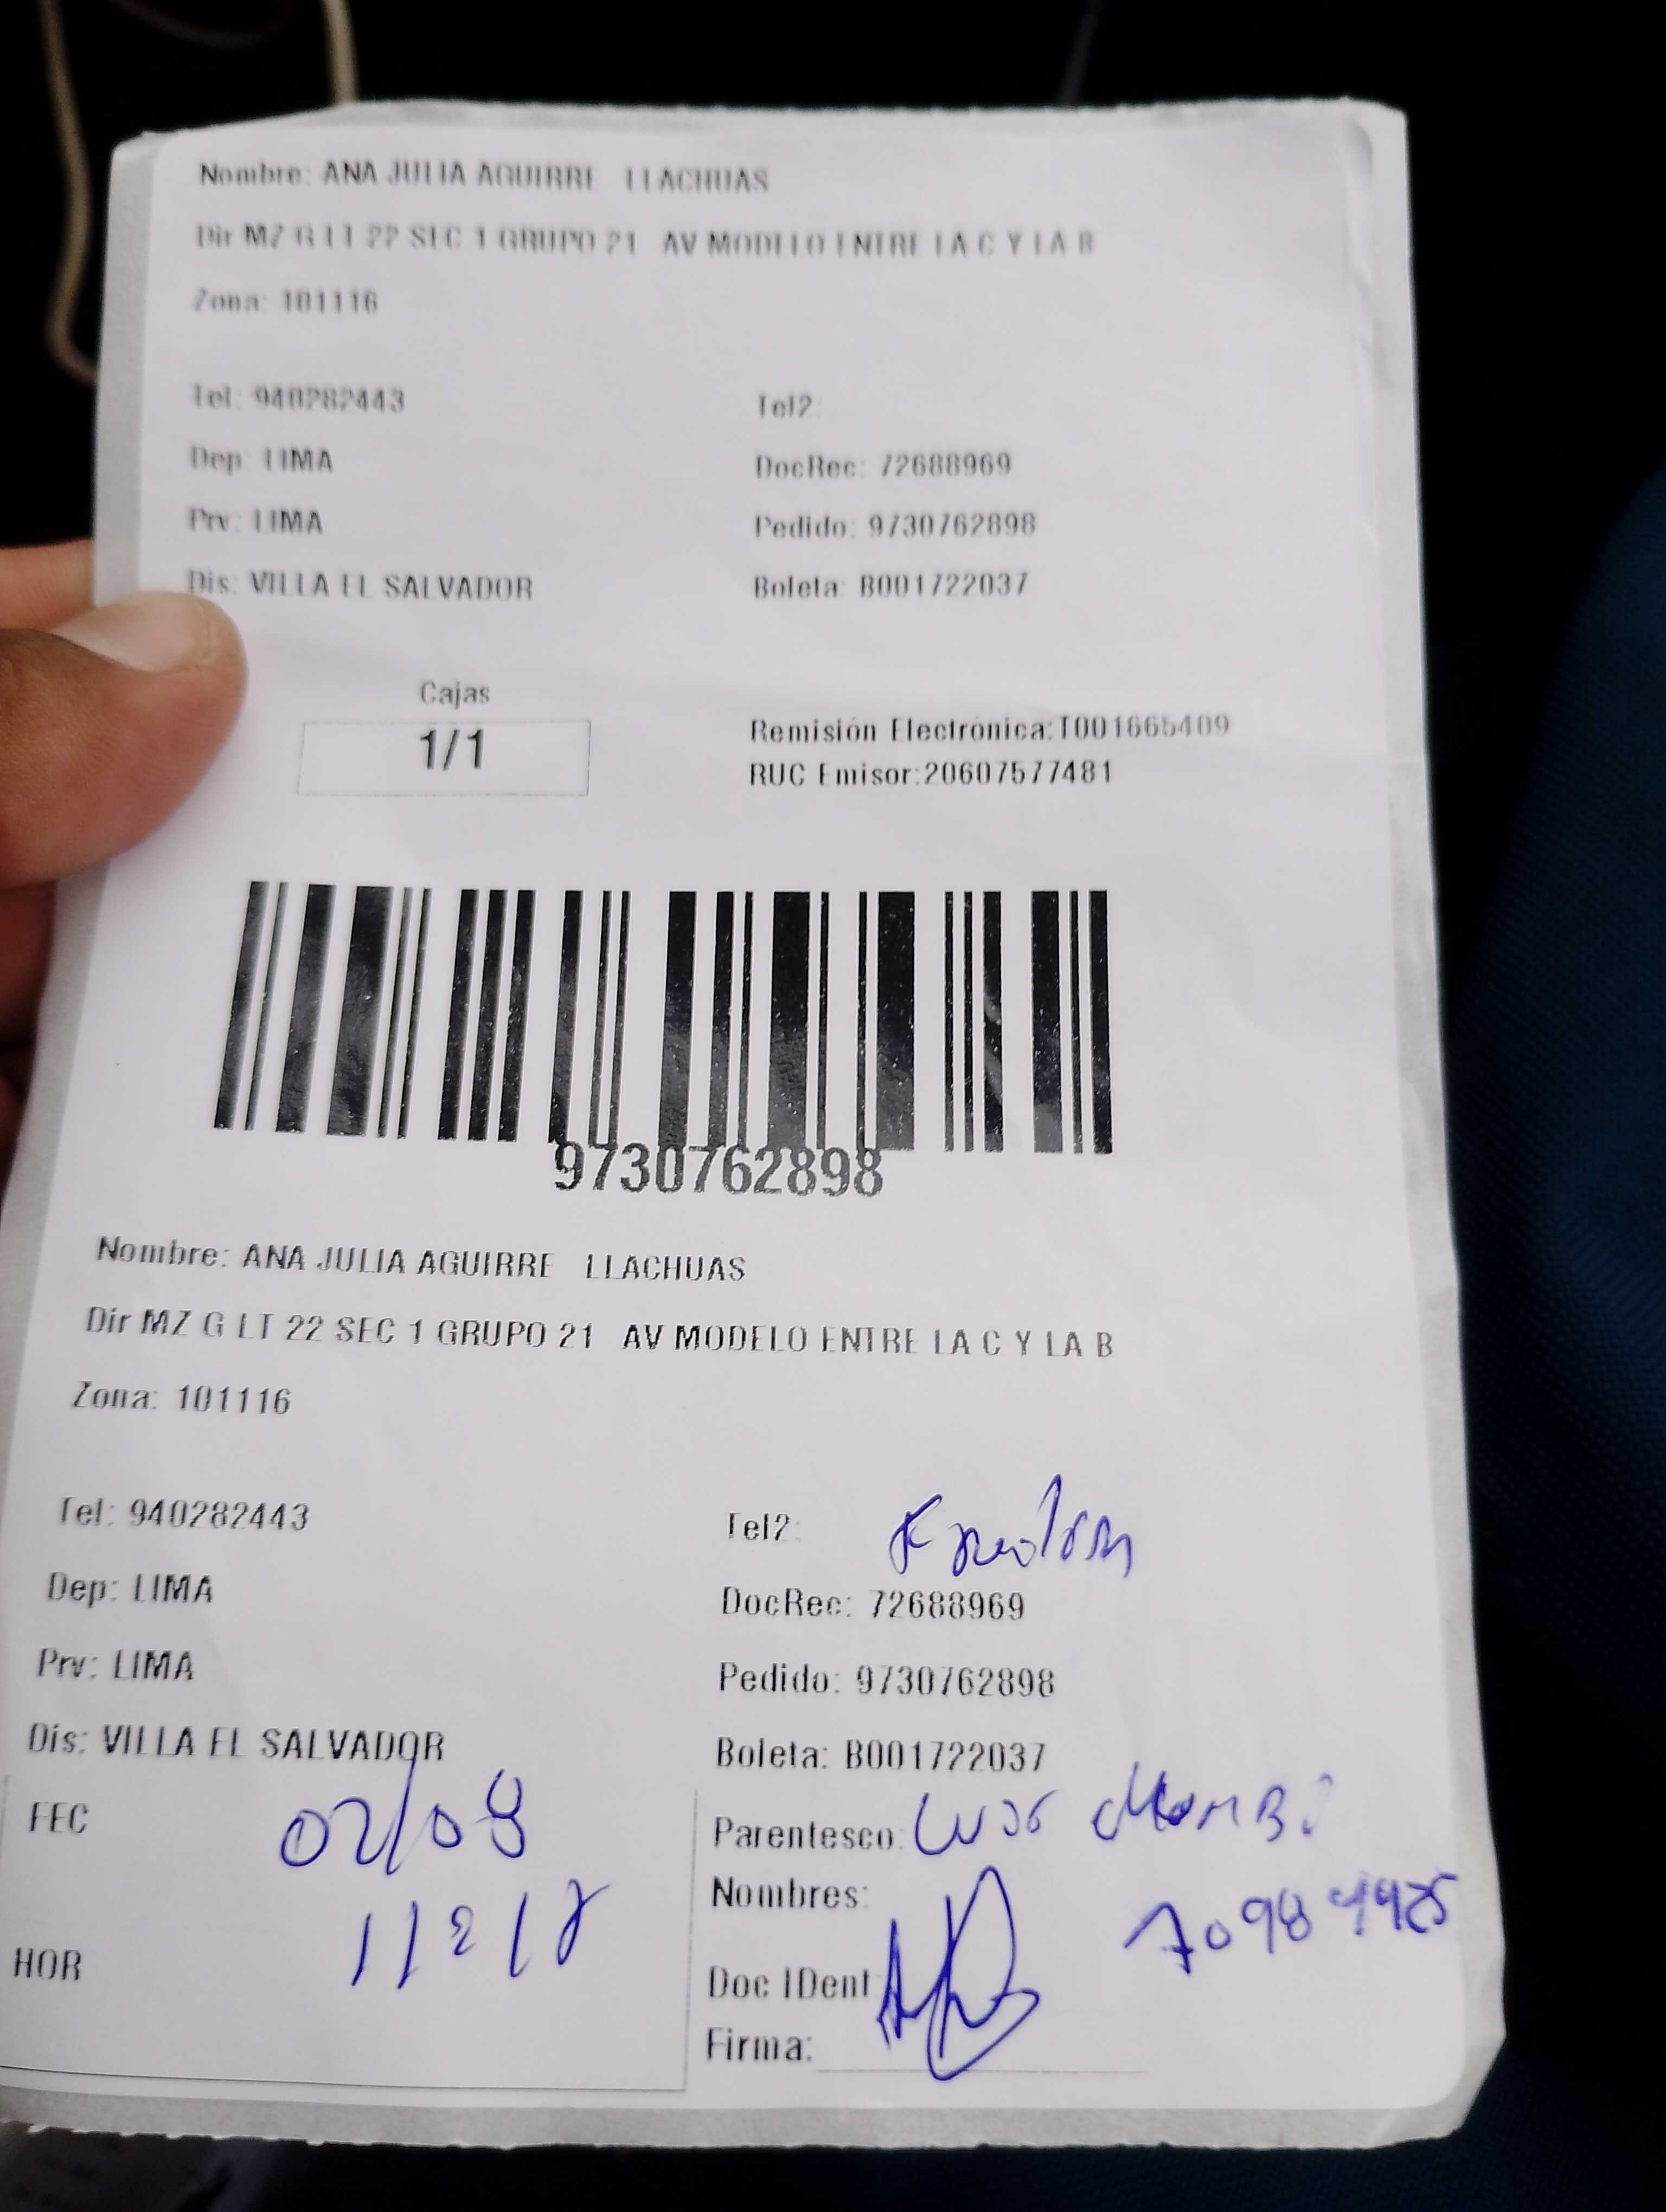 Nombre: ANA JULIA AGUIRRE LLACHUAS
Dir MZ G LT 22 SEC 1 GRUPO 21 AV MODELO ENTRE LA C Y LA B
Zona: 101116
Tel: 940282443 Tel2:
Dep: LIMA DocRec: 72688969
Prv: LIMA Pedido: 9730762898
Dis: VILLA EL SALVADOR Boleta: B001722037
Cajas
1/1
Remisión Electrónica:T001665409
RUC Emisor:20607577481
9730762898
Nombre: ANA JULIA AGUIRRE LLACHUAS
Dir MZ G LT 22 SEC 1 GRUPO 21 AV MODELO ENTRE LA C Y LA B
Zona: 101116
Tel: 940282443 Tel2:
Dep: LIMA DocRec: 72688969
Prv: LIMA Pedido: 9730762898
Dis: VILLA EL SALVADOR Boleta: B001722037
FEC 02/08 Parentesco:
Nombres:
HOR Doc IDent
Firma: